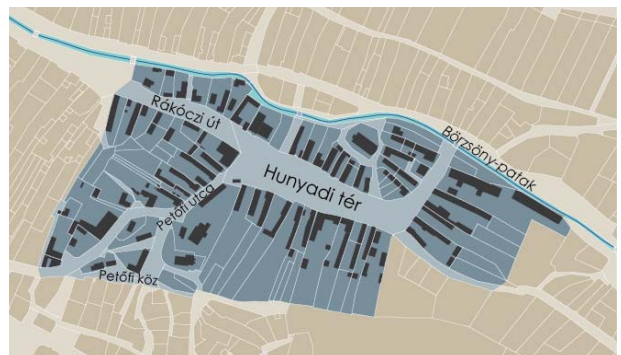 Rákóczi út
Börzsöny-patak
Hunyadi tér
Petőfi utca
Petőfi köz